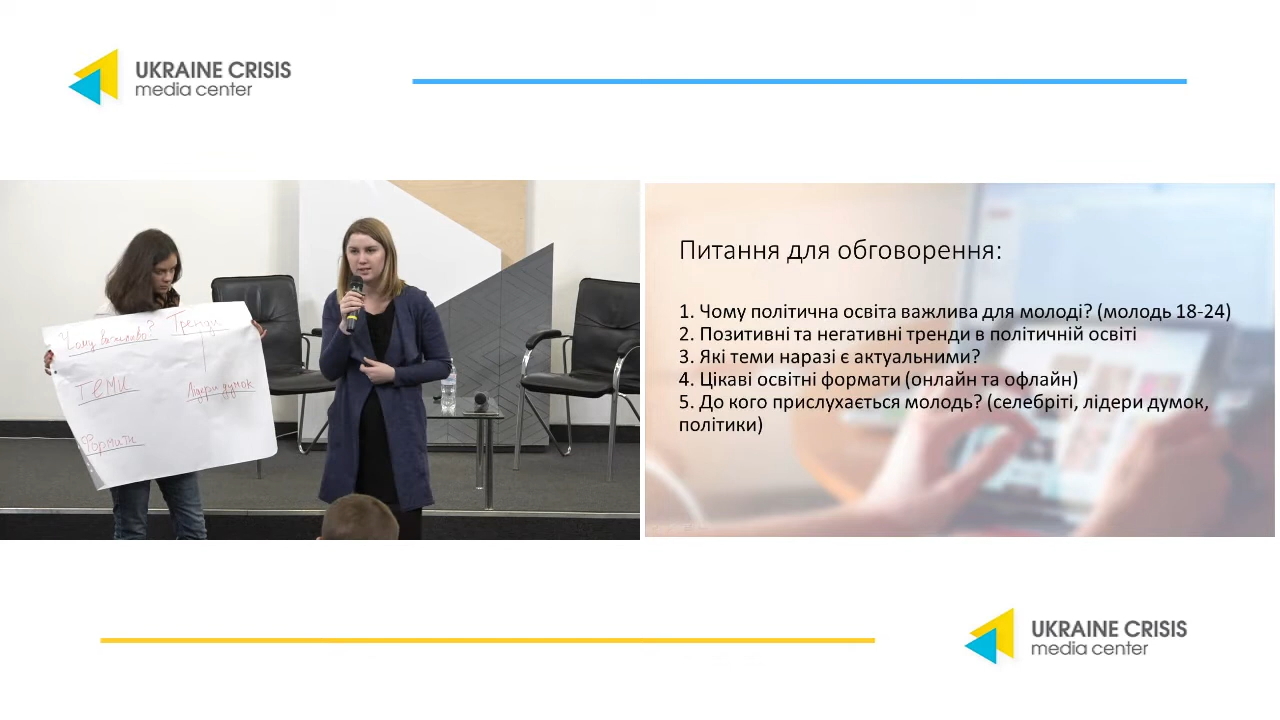 UKRAINE CRISIS
media center
Чому важливо?
Тренди
Теми
Лідери думок
Формати
Питання для обговорення:
1. Чому політична освіта важлива для молоді? (молодь 18-24)
2. Позитивні та негативні тренди в політичній освіті
3. Які теми наразі є актуальними?
4. Цікаві освітні формати (онлайн та офлайн)
5. До кого прислухається молодь? (селебріті, лідери думок,
політики)
UKRAINE CRISIS
media center